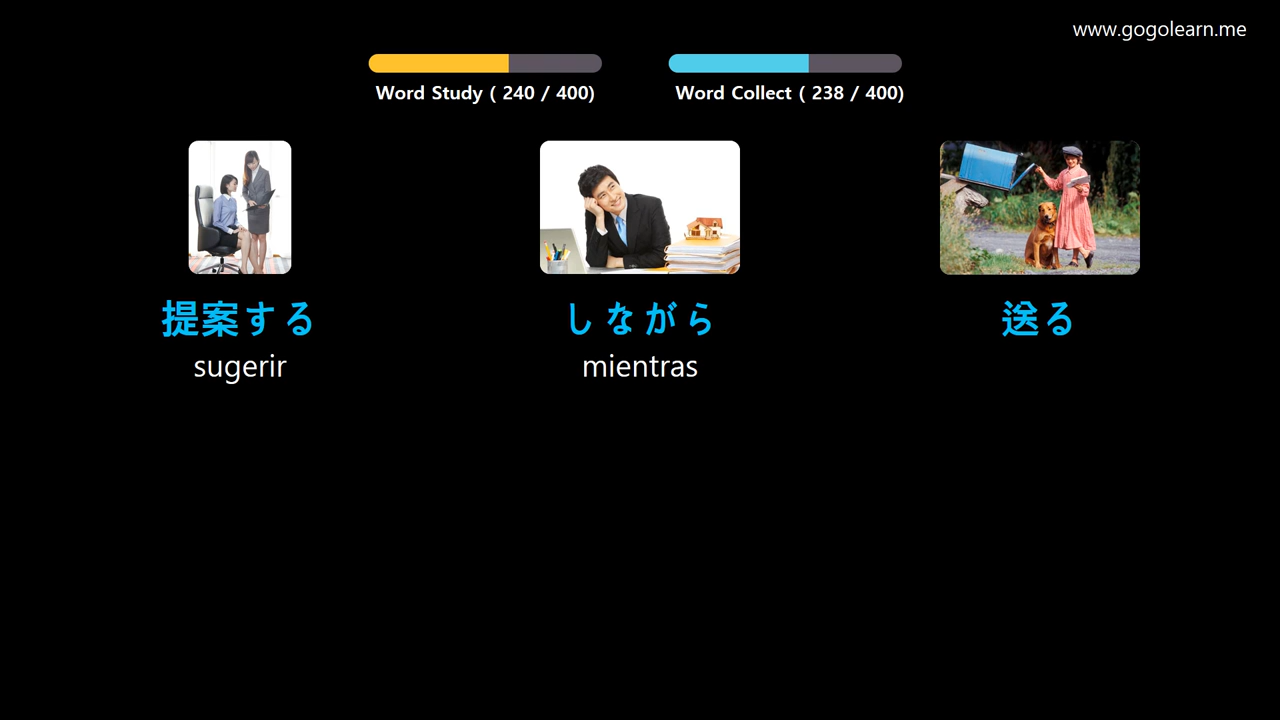 www.gogolearn.me
Word Study ( 240 / 400)
Word Collect ( 238 / 400)
提案する
しながら
送る
sugerir
mientras